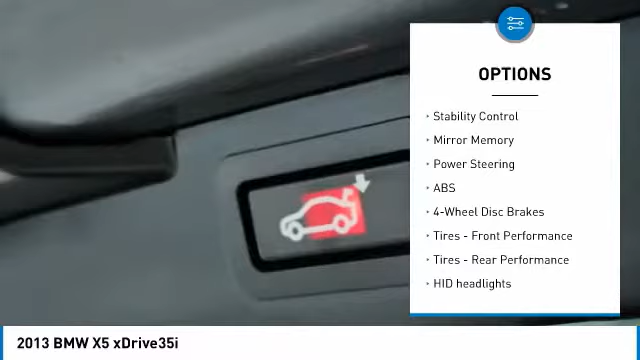 OPTIONS
• Stability Control
• Mirror Memory
• Power Steering
• ABS
• 4-Wheel Disc Brakes
• Tires - Front Performance
• Tires - Rear Performance
• HID headlights
2013 BMW X5 xDrive35i